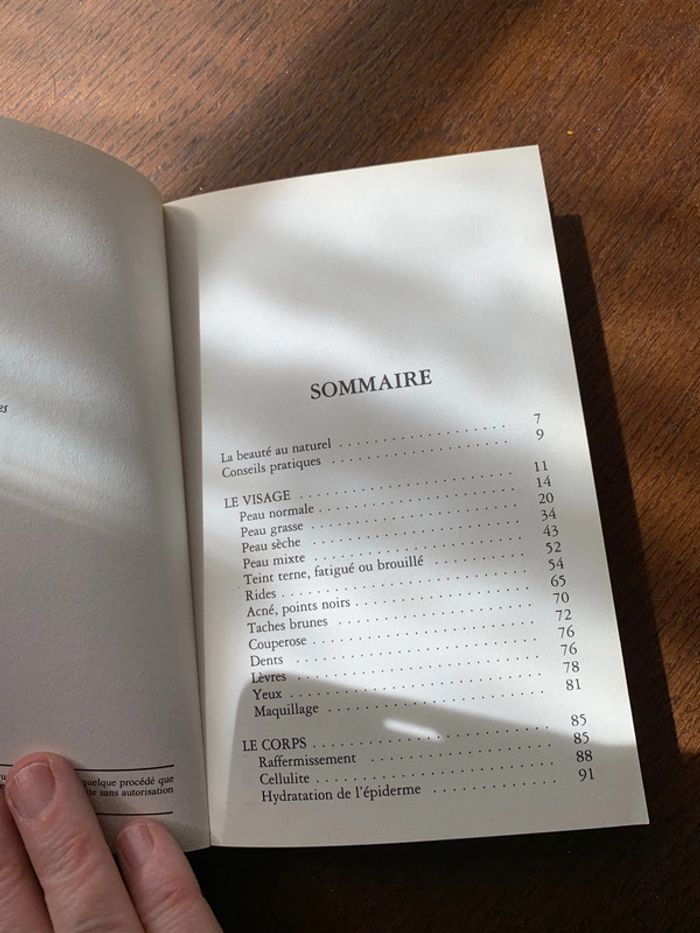 es
quelque procédé que
sans autorisation
SOMMAIRE
La beauté au naturel . . . . . . . . . . . . . . . . . . . 7
Conseils pratiques . . . . . . . . . . . . . . . . . . . . 9
LE VISAGE . . . . . . . . . . . . . . . . . . . . . . . 11
Peau normale . . . . . . . . . . . . . . . . . . . . . 14
Peau grasse . . . . . . . . . . . . . . . . . . . . . . 20
Peau sèche . . . . . . . . . . . . . . . . . . . . . . 34
Peau mixte . . . . . . . . . . . . . . . . . . . . . . 43
Teint terne, fatigué ou brouillé . . . . . . . . . . 52
Rides . . . . . . . . . . . . . . . . . . . . . . . . . 54
Acné, points noirs . . . . . . . . . . . . . . . . . . 65
Taches brunes . . . . . . . . . . . . . . . . . . . . 70
Couperose . . . . . . . . . . . . . . . . . . . . . . 72
Dents . . . . . . . . . . . . . . . . . . . . . . . . . 76
Lèvres . . . . . . . . . . . . . . . . . . . . . . . . 76
Yeux . . . . . . . . . . . . . . . . . . . . . . . . . 78
Maquillage . . . . . . . . . . . . . . . . . . . . . . 81
LE CORPS . . . . . . . . . . . . . . . . . . . . . . . 85
Raffermissement . . . . . . . . . . . . . . . . . . 85
Cellulite . . . . . . . . . . . . . . . . . . . . . . . 88
Hydratation de l'épiderme . . . . . . . . . . . . 91